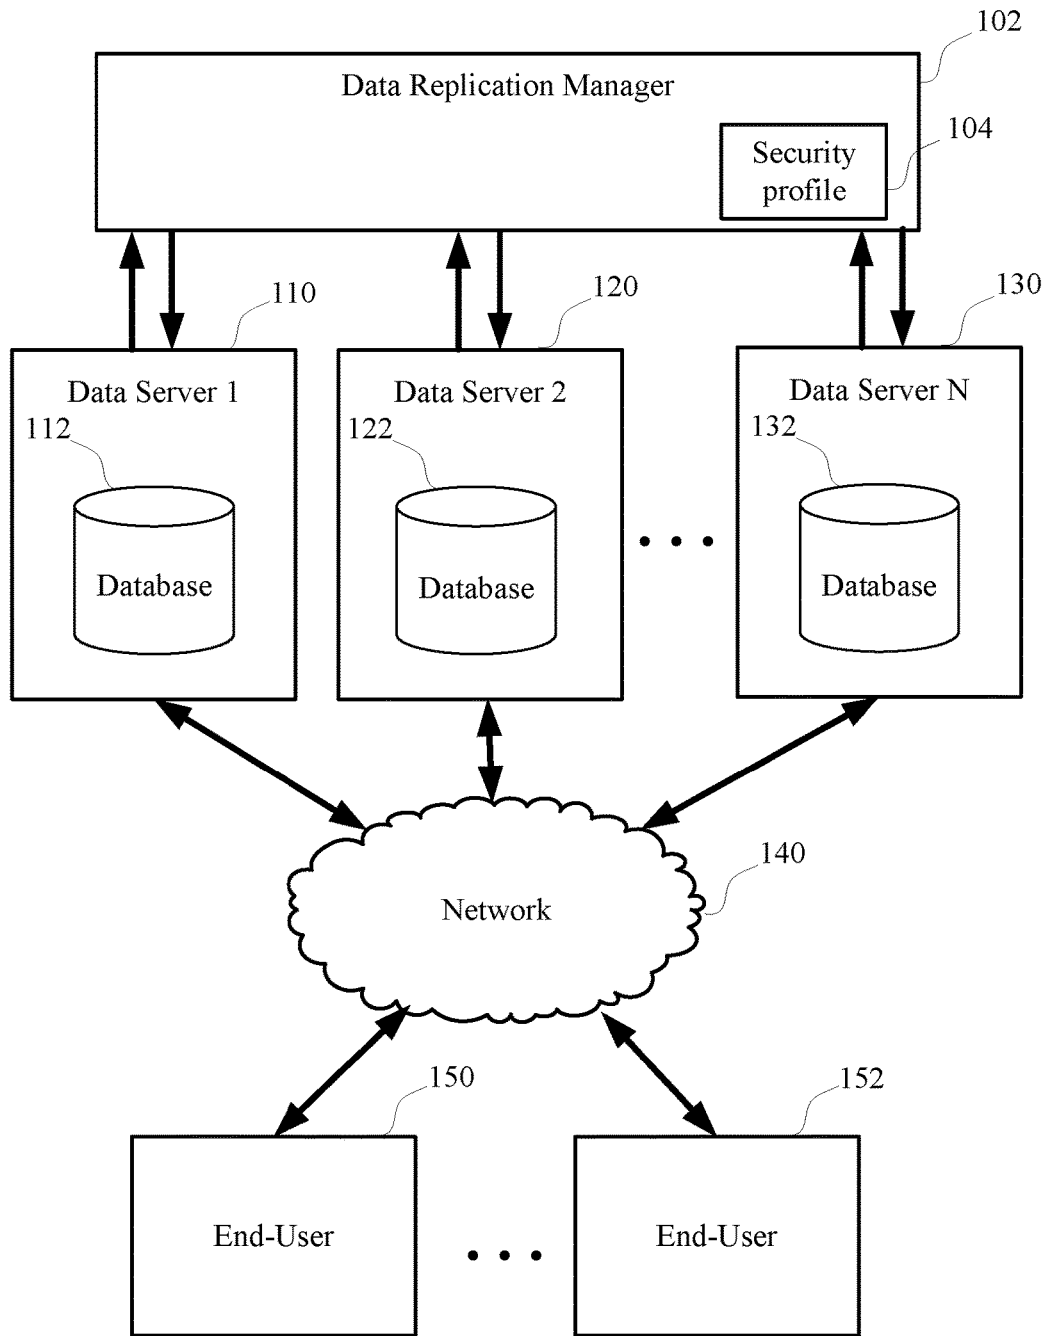 102
Data Replication Manager
104
Security
profile
110
120
130
Data Server 1
Data Server 2
Data Server N
112
122
132
Database
Database
Database
140
Network
150
152
End-User
End-User